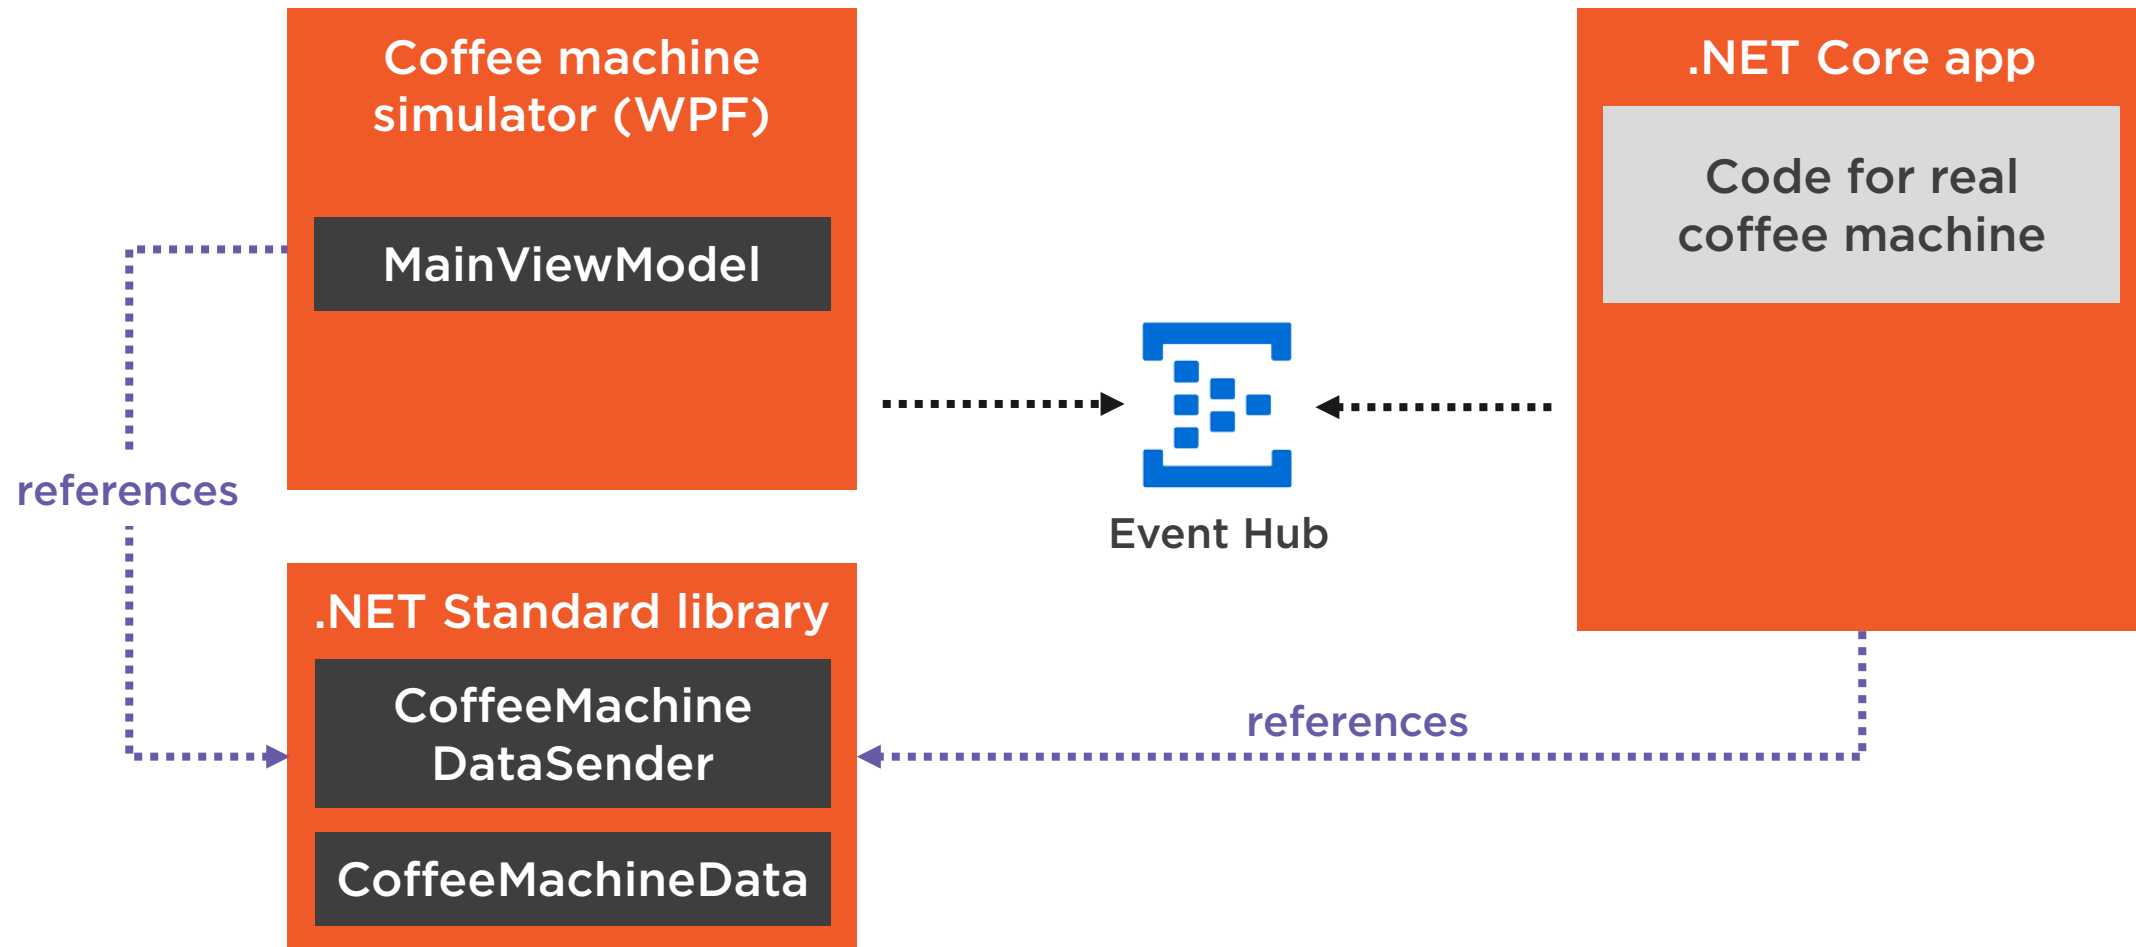 Coffee machine
simulator (WPF)
MainViewModel
references
.NET Standard library
CoffeeMachine
DataSender
CoffeeMachineData
Event Hub
.NET Core app
Code for real
coffee machine
references